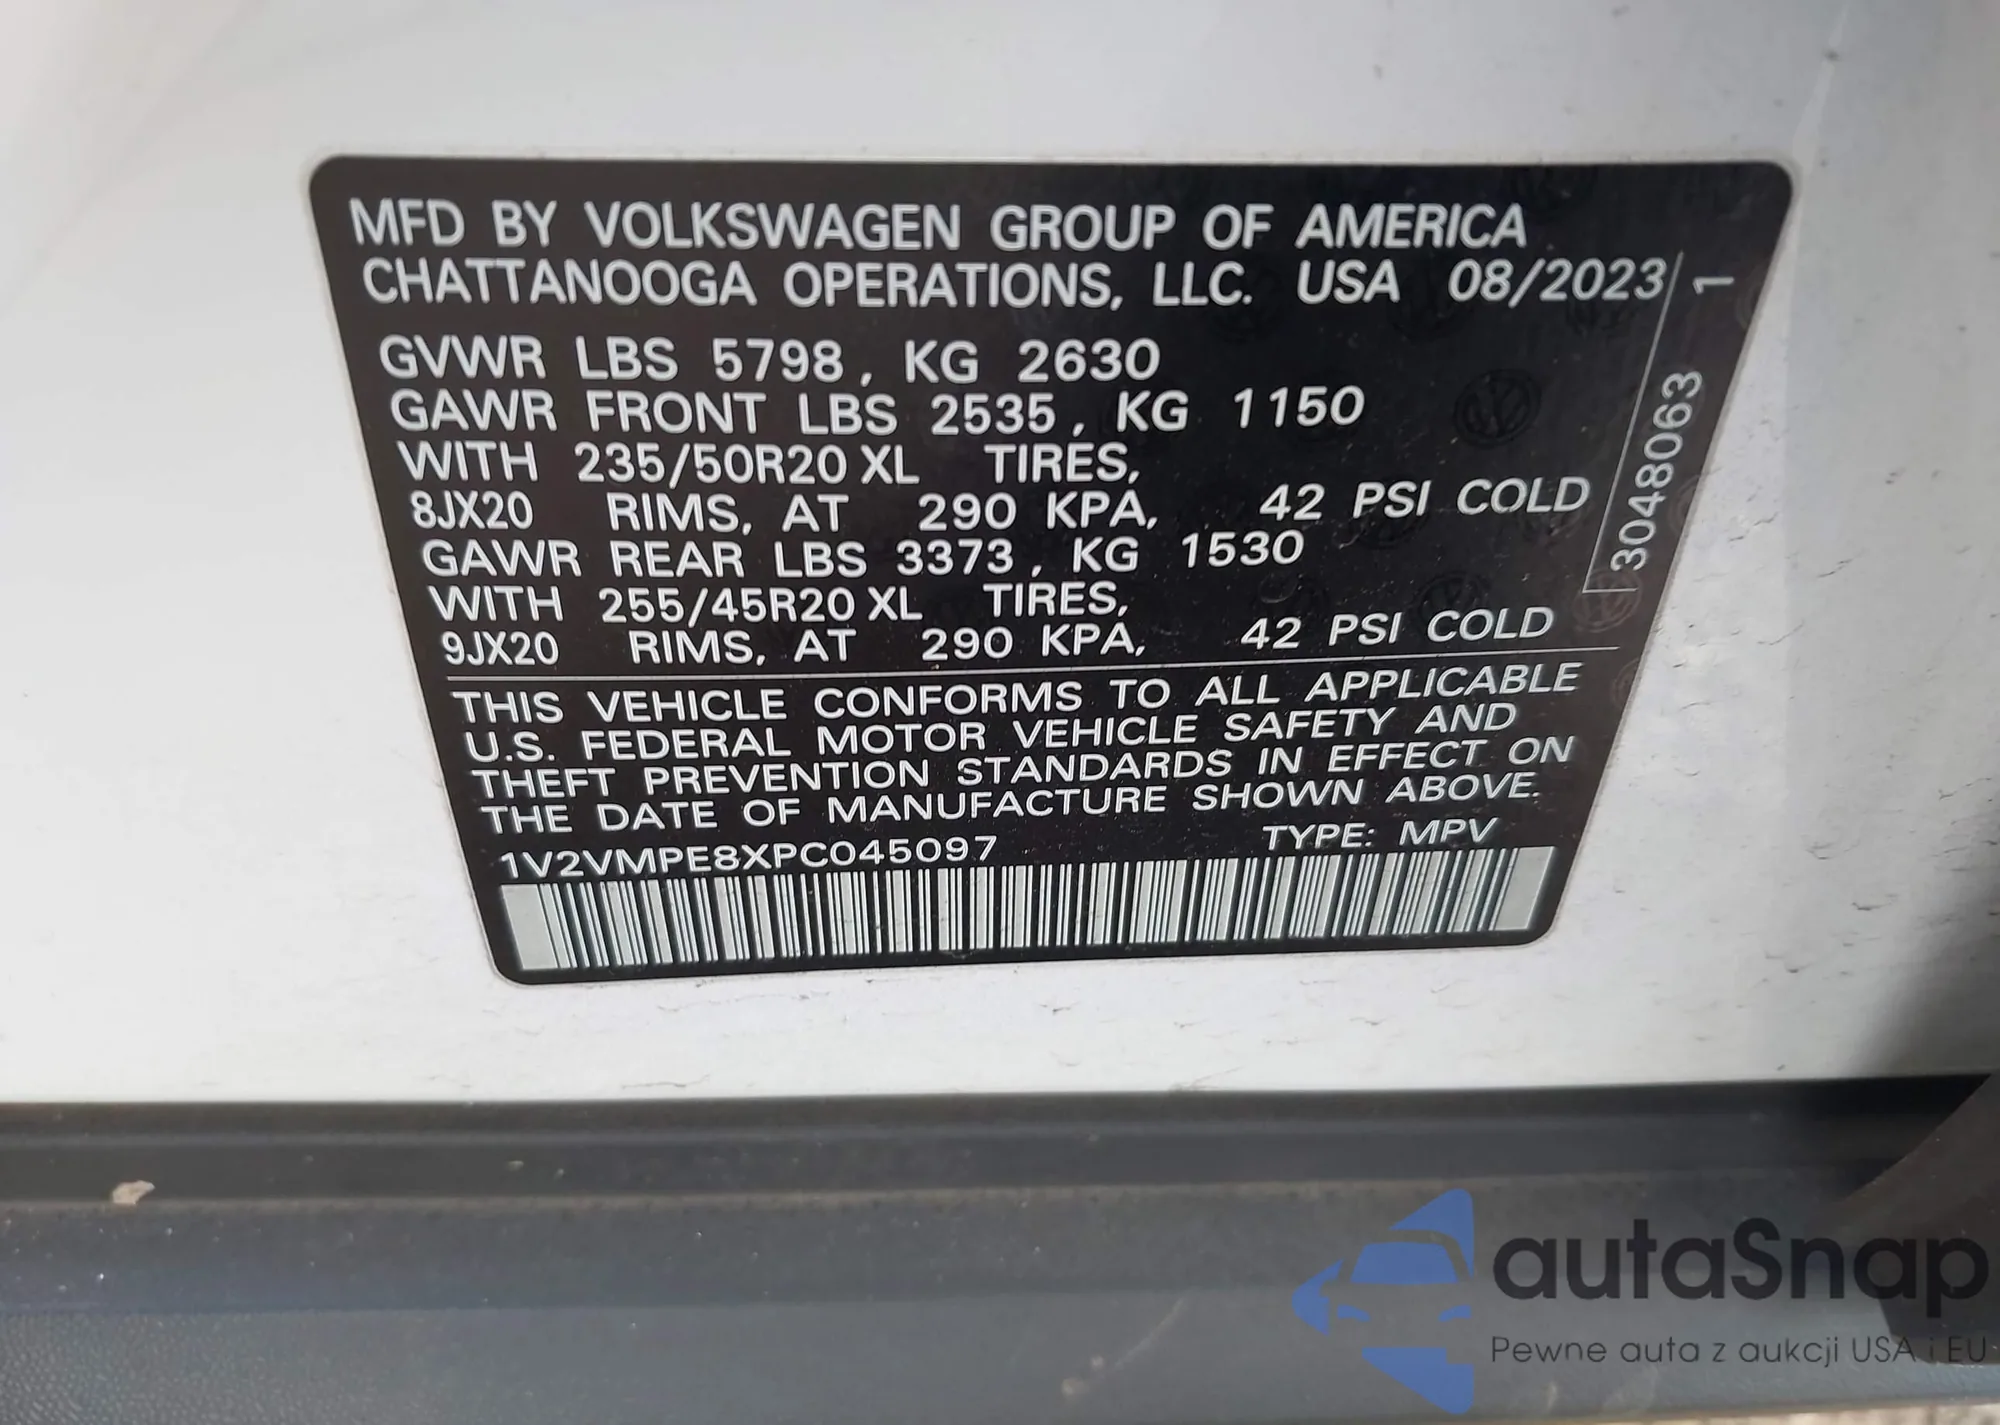 MFD BY VOLKSWAGEN GROUP OF AMERICA
CHATTANOOGA OPERATIONS, LLC. USA 08/2023
GVWR LBS 5798, KG 2630
GAWR FRONT LBS 2535, KG 1150
WITH 235/50R20 XL TIRES,
8JX20 RIMS, AT 290 KPA, 42 PSI COLD
GAWR REAR LBS 3373, KG 1530
WITH 255/45R20 XL TIRES,
9JX20 RIMS, AT 290 KPA, 42 PSI COLD
3048063 1
THIS VEHICLE CONFORMS TO ALL APPLICABLE
U.S. FEDERAL MOTOR VEHICLE SAFETY AND
THEFT PREVENTION STANDARDS IN EFFECT ON
THE DATE OF MANUFACTURE SHOWN ABOVE.
1V2VMPE8XPC045097 TYPE: MPV
autaSnap
Pewne auta z aukcji USA i EU